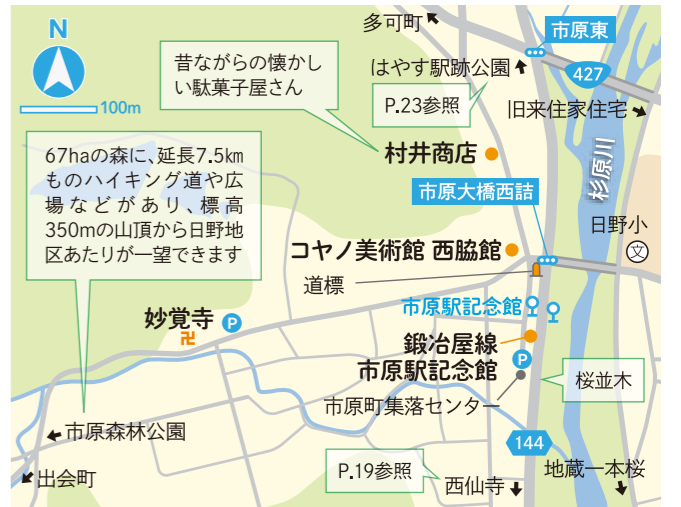 N
100m
多可町
市原東
昔ながらの懐かし
い駄菓子屋さん
はやす駅跡公園
427
P.23参照
旧来住家住宅
67haの森に、延長7.5km
ものハイキング道や広
場などがあり、標高
350mの山頂から日野地
区あたりが一望できます
村井商店
杉原川
市原大橋西詰
日野小
文
コヤノ美術館 西脇館
道標
市原駅記念館
妙覚寺
P
卍
鍛冶屋線
市原駅記念館
P
桜並木
市原町集落センター
市原森林公園
144
地蔵一本桜
出会町
P.19参照
西仙寺